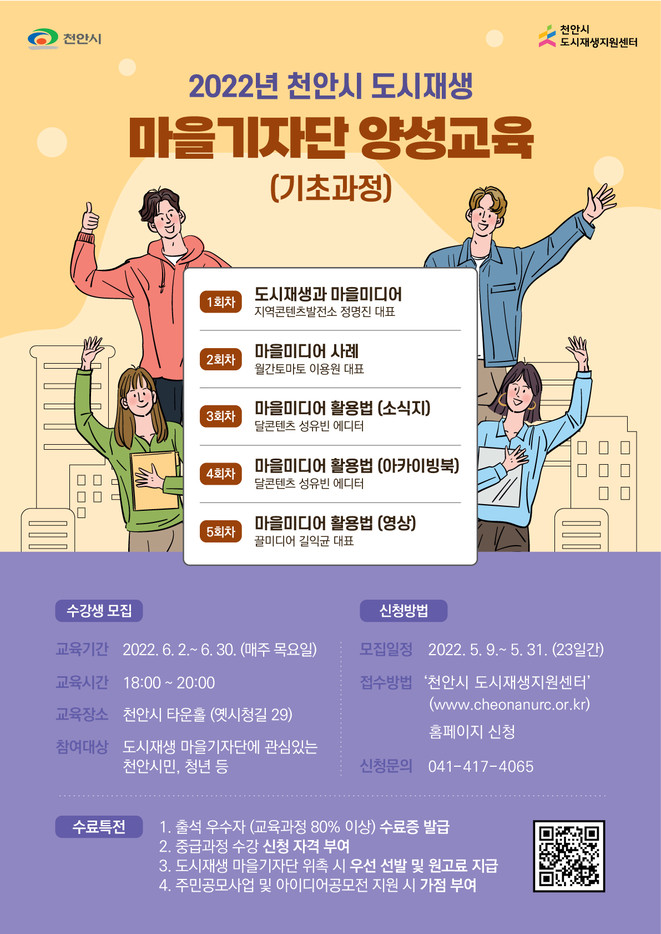 천안시
천안시
도시재생지원센터
2022년 천안시 도시재생
마을기자단 양성교육
(기초과정)
1회차 도시재생과 마을미디어
지역콘텐츠발전소 정명진 대표
2회차 마을미디어 사례
월간토마토 이용원 대표
3회차 마을미디어 활용법 (소식지)
달콘텐츠 성유빈 에디터
4회차 마을미디어 활용법 (아카이빙북)
달콘텐츠 성유빈 에디터
5회차 마을미디어 활용법 (영상)
끌미디어 길익균 대표
수강생 모집
교육기간 2022. 6. 2.~ 6. 30. (매주 목요일)
교육시간 18:00 ~ 20:00
교육장소 천안시 타운홀 (옛시청길 29)
참여대상 도시재생 마을기자단에 관심있는
천안시민, 청년 등
신청방법
모집일정 2022. 5. 9.~ 5. 31. (23일간)
접수방법 ‘천안시 도시재생지원센터’
(www.cheonanurc.or.kr)
홈페이지 신청
신청문의 041-417-4065
수료특전
1. 출석 우수자 (교육과정 80% 이상) 수료증 발급
2. 중급과정 수강 신청 자격 부여
3. 도시재생 마을기자단 위촉 시 우선 선발 및 원고료 지급
4. 주민공모사업 및 아이디어공모전 지원 시 가점 부여